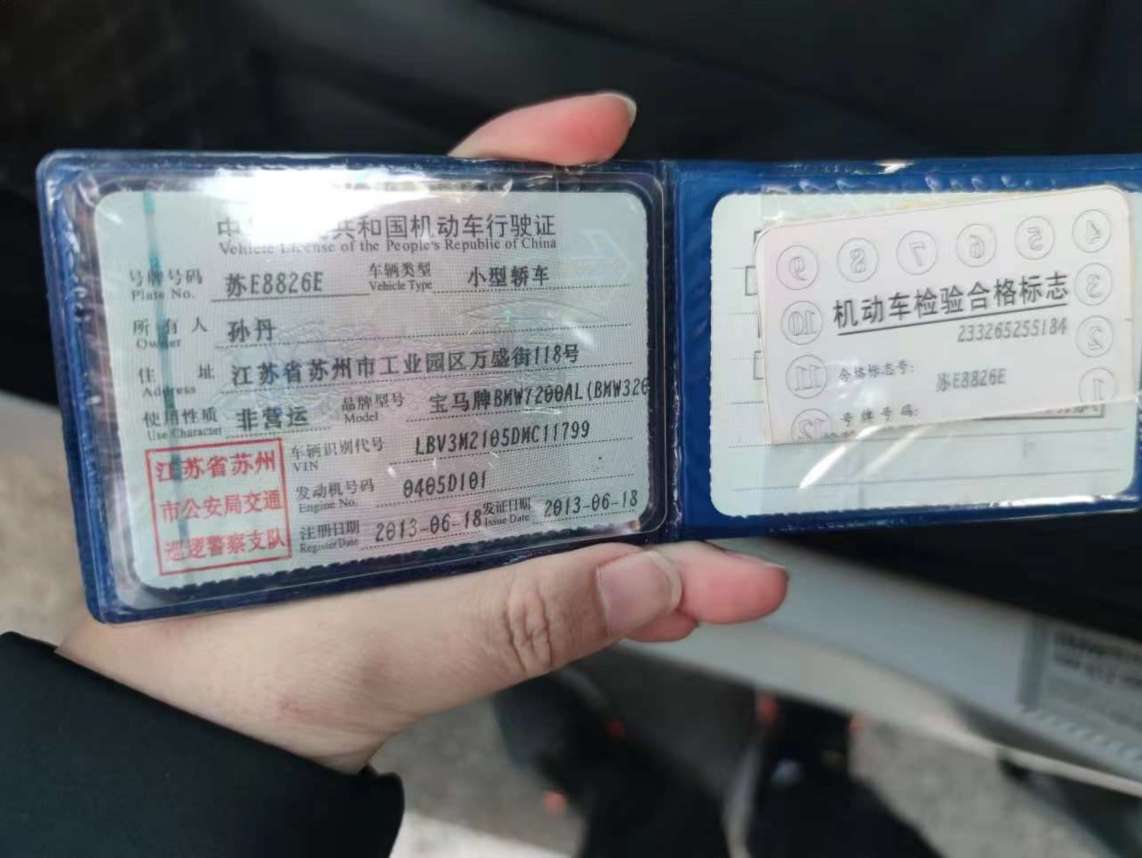 中 共和国机动车行驶证
Vehicle License of the People's Republic of China
号牌号码 苏E8826E 车辆类型 小型轿车
Plate No. Vehicle Type
所有人 孙丹
Owner
住址 江苏省苏州市工业园区万盛街118号
Address
使用性质 非营运 品牌型号 宝马牌BMW7200AL(BMW320
Use Character Model
车辆识别代号 LBV3M2105DMC11799
VIN
发动机号码 0405D101
Engine No.
注册日期 2013-06-18 发证日期 2013-06-18
Register Date Issue Date
江苏省苏州
市公安局交通
巡逻警察支队
9 8 7 6 5 4
10 3
11 2
12 1
机动车检验合格标志
233265255184
合格标志号:
苏E8826E
号牌号码: